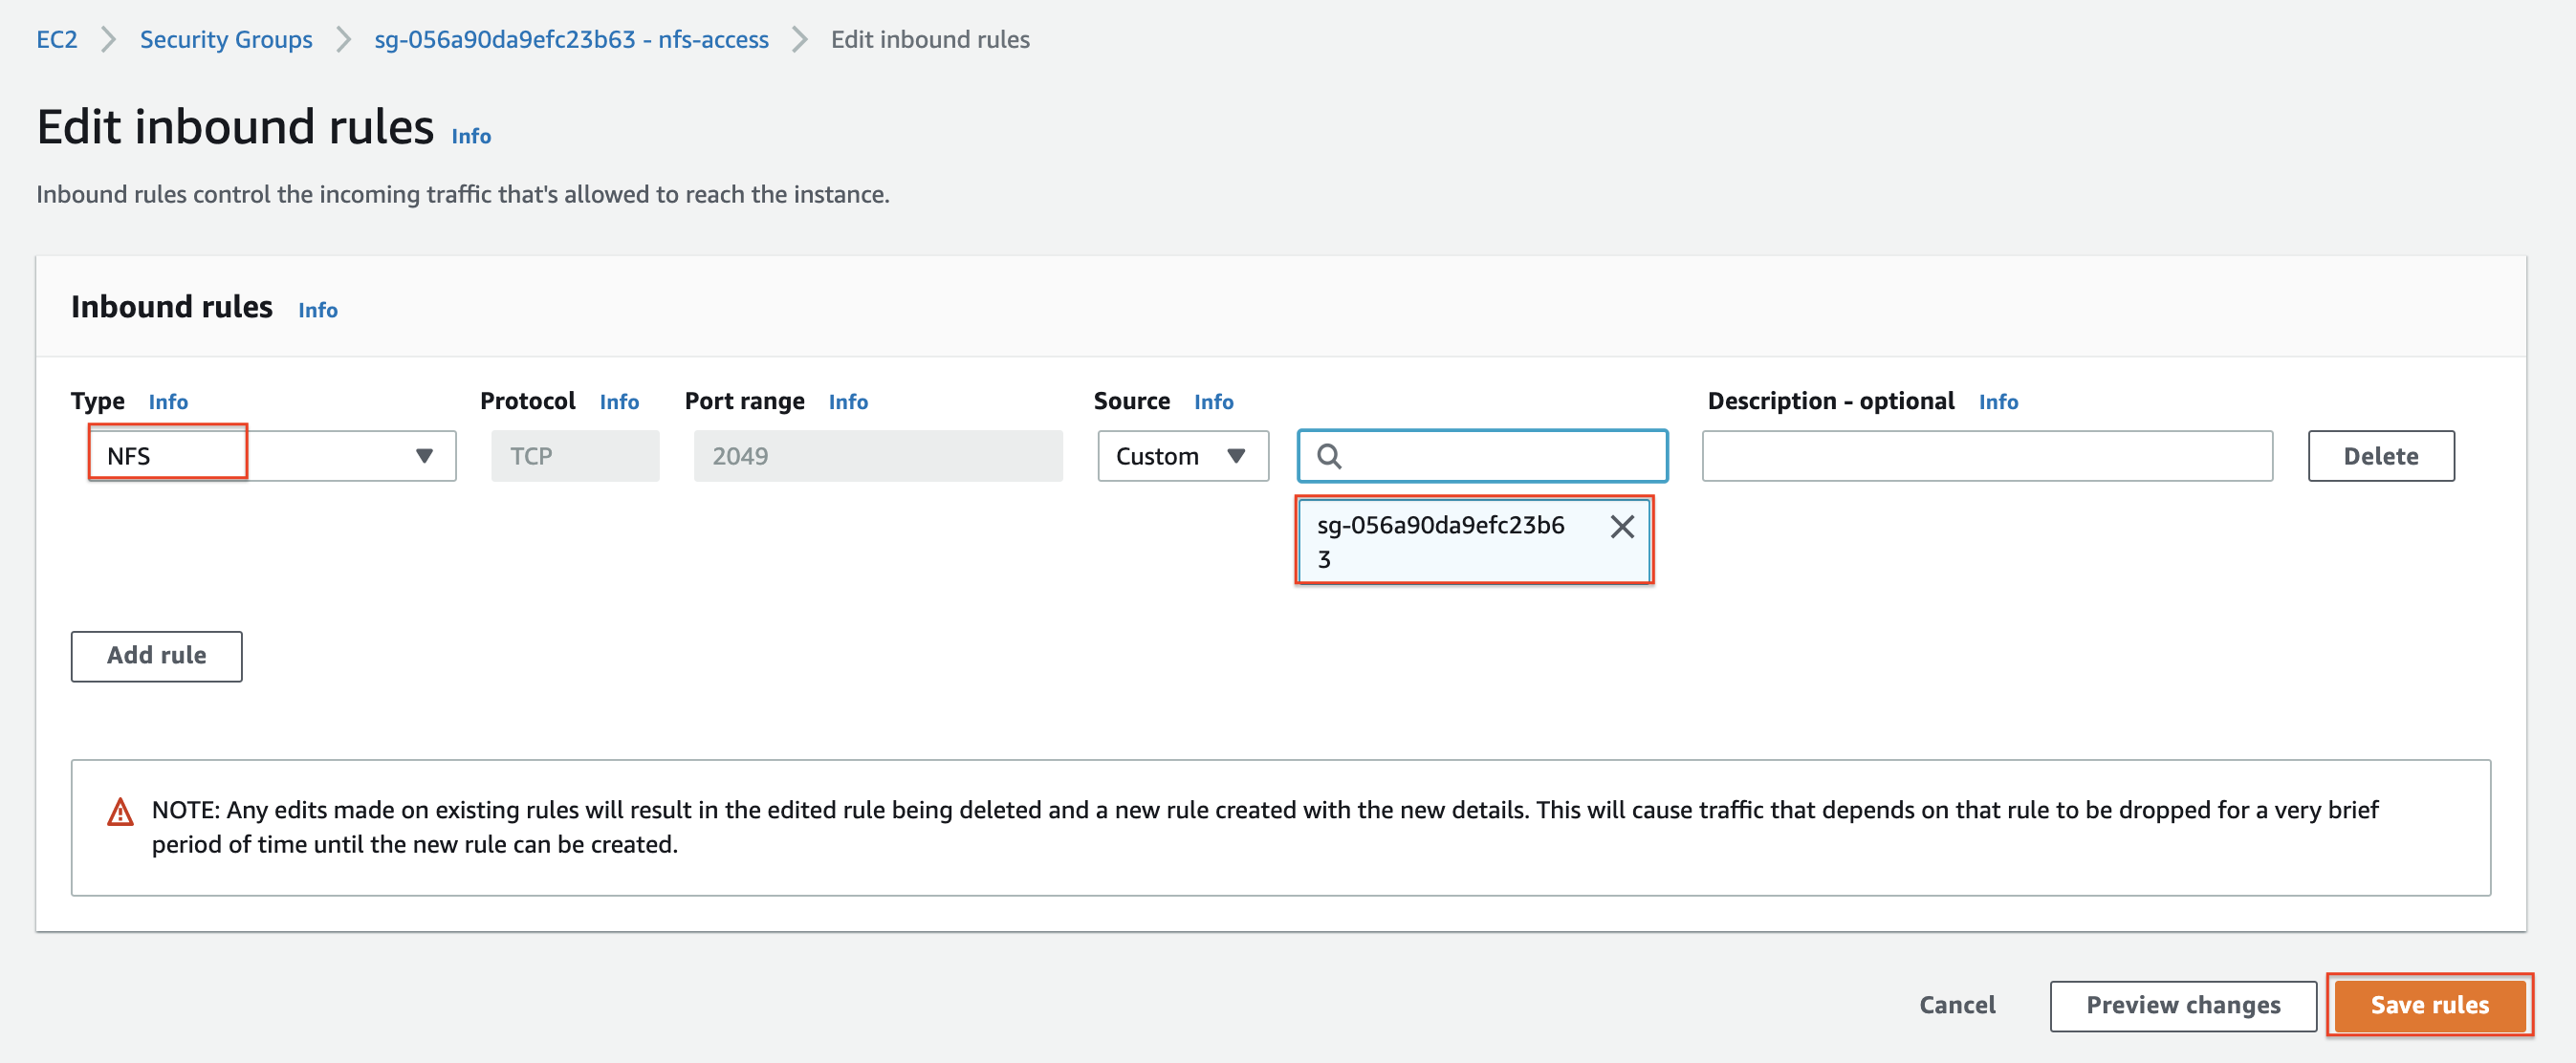 EC2 Security Groups sg-056a90da9efc23b63 - nfs-access Edit inbound rules
Edit inbound rules Info
Inbound rules control the incoming traffic that's allowed to reach the instance.
Inbound rules Info
Type Info Protocol Info Port range Info Source Info Description - optional Info
NFS TCP 2049 Custom Delete
sg-056a90da9efc23b6
3
Add rule
NOTE: Any edits made on existing rules will result in the edited rule being deleted and a new rule created with the new details. This will cause traffic that depends on that rule to be dropped for a very brief
period of time until the new rule can be created.
Cancel Preview changes Save rules